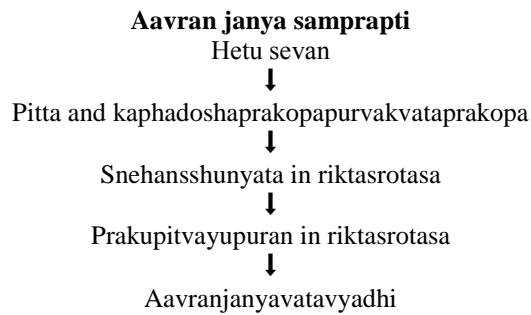 Aavran janya samprapti
Hetu sevan
Pitta and kaphadoshaprakopapurvakvataprakopa
Snehansshunyata in riktasrotasa
Prakupitvayupuran in riktasrotasa
Aavranjanyavatavyadhi